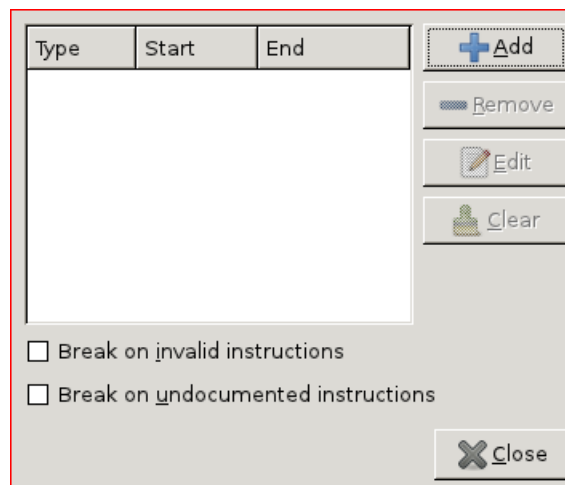 Type Start End
Add
Remove
Edit
Clear
Break on invalid instructions
Break on undocumented instructions
Close